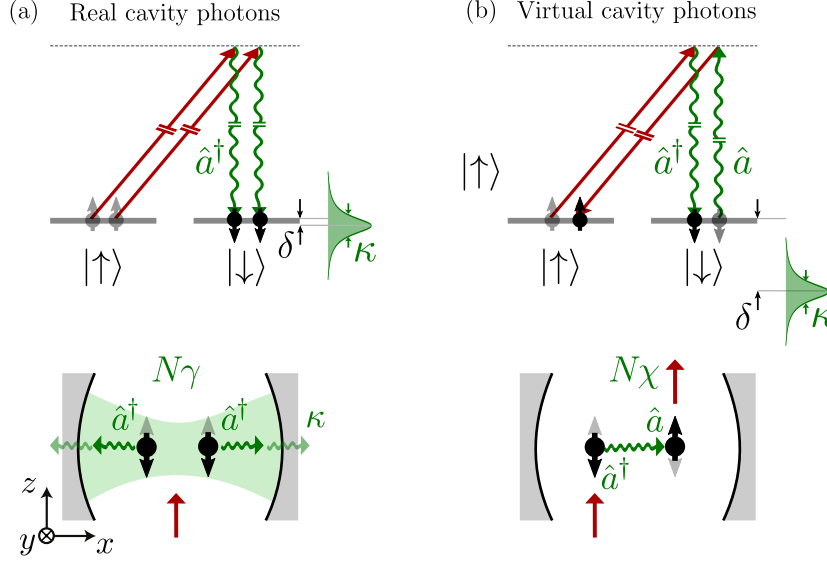 (a) Real cavity photons
(b) Virtual cavity photons
â†
|↑⟩
|↓⟩
δ
κ
|↑⟩
â†
â
|↑⟩
|↓⟩
δ
κ
Nγ
â†
â†
κ
z
y
x
Nχ
â
â†